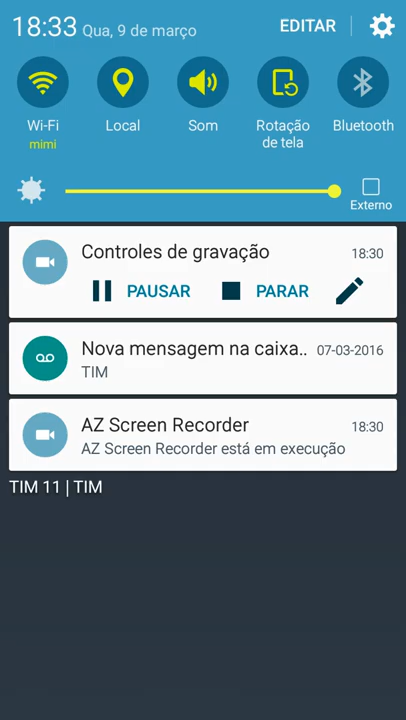 18:33 Qua, 9 de março EDITAR
Wi-Fi Local Som Rotação de tela Bluetooth
mimi
Externo
Controles de gravação 18:30
PAUSAR PARAR
Nova mensagem na caixa.. 07-03-2016
TIM
AZ Screen Recorder 18:30
AZ Screen Recorder está em execução
TIM 11 | TIM